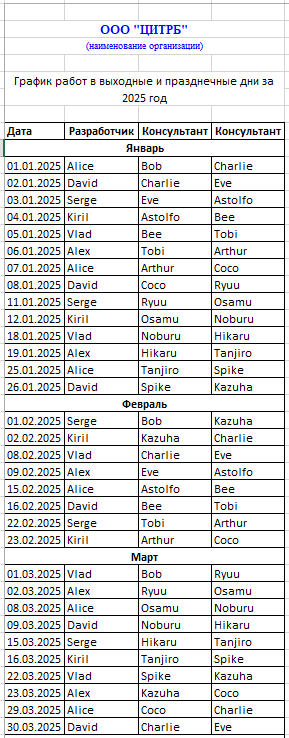 ООО "ЦИТРБ"
(наименование организации)
График работ в выходные и празднечные дни за
2025 год
Дата Разработчик Консультант Консультант
Январь
01.01.2025 Alice Bob Charlie
02.01.2025 David Charlie Eve
03.01.2025 Serge Eve Astolfo
04.01.2025 Kiril Astolfo Bee
05.01.2025 Vlad Bee Tobi
06.01.2025 Alex Tobi Arthur
07.01.2025 Alice Arthur Coco
08.01.2025 David Coco Ryuu
11.01.2025 Serge Ryuu Osamu
12.01.2025 Kiril Osamu Noburu
18.01.2025 Vlad Noburu Hikaru
19.01.2025 Alex Hikaru Tanjiro
25.01.2025 Alice Tanjiro Spike
26.01.2025 David Spike Kazuha
Февраль
01.02.2025 Serge Bob Kazuha
02.02.2025 Kiril Kazuha Charlie
08.02.2025 Vlad Charlie Eve
09.02.2025 Alex Eve Astolfo
15.02.2025 Alice Astolfo Bee
16.02.2025 David Bee Tobi
22.02.2025 Serge Tobi Arthur
23.02.2025 Kiril Arthur Coco
Март
01.03.2025 Vlad Bob Ryuu
02.03.2025 Alex Ryuu Osamu
08.03.2025 Alice Osamu Noburu
09.03.2025 David Noburu Hikaru
15.03.2025 Serge Hikaru Tanjiro
16.03.2025 Kiril Tanjiro Spike
22.03.2025 Vlad Spike Kazuha
23.03.2025 Alex Kazuha Coco
29.03.2025 Alice Coco Charlie
30.03.2025 David Charlie Eve